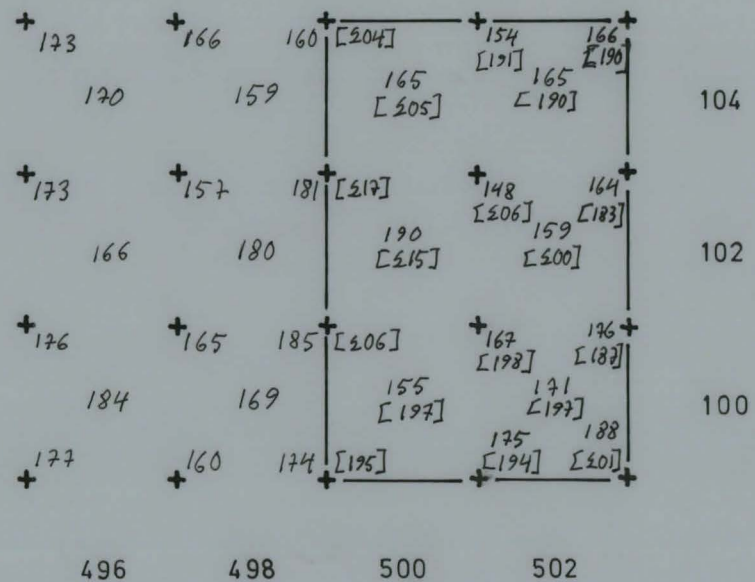 173 166 160 [204] 154 166
[191] [190]
170 159 165 165 104
[205] [190]
173 157 181 [217] 148 164
[206] [183]
166 180 190 159 102
[215] [200]
176 165 185 [206] 167 176
[198] [187]
184 169 155 171 100
[197] [197]
177 160 174 [195] 175 188
[194] [201]
496 498 500 502